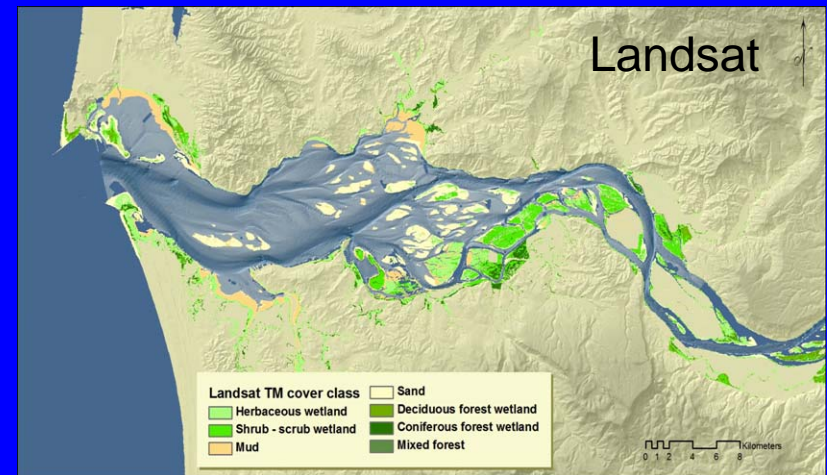 Landsat
Landsat TM cover class
Herbaceous wetland
Shrub - scrub wetland
Mud
Sand
Deciduous forest wetland
Coniferous forest wetland
Mixed forest
Kilometers
0 1 2 4 6 8